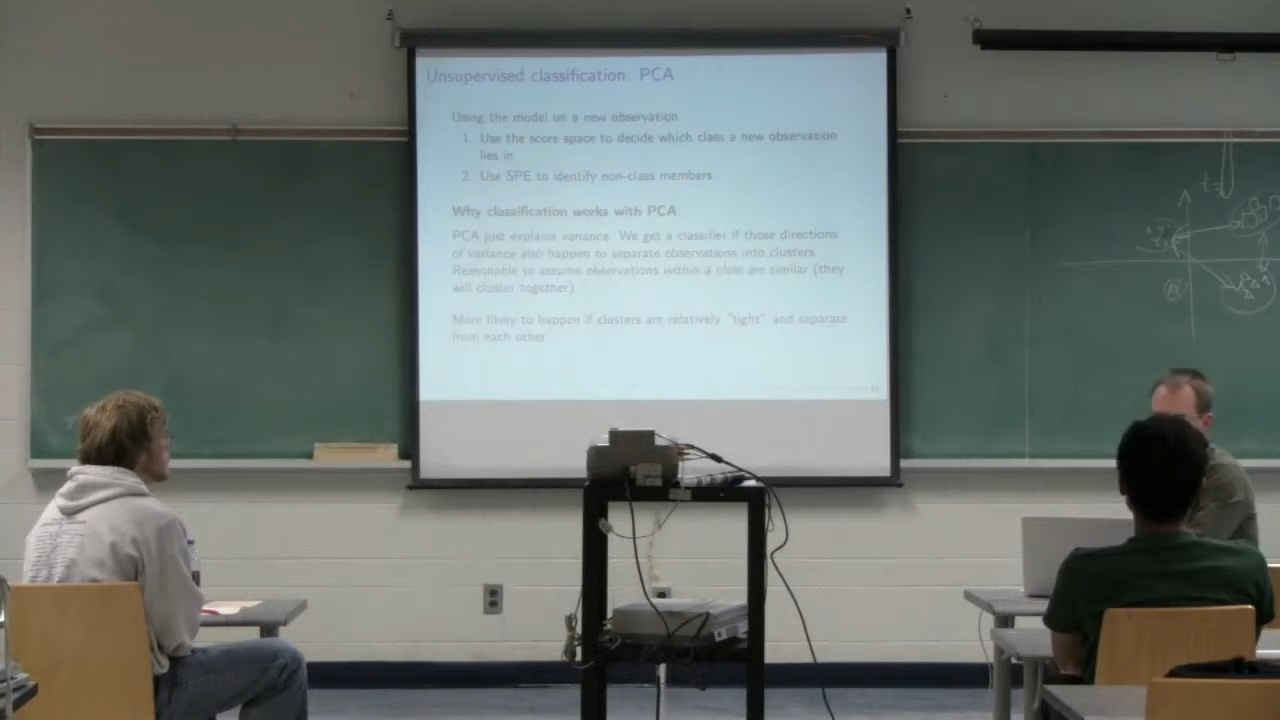 Unsupervised classification: PCA
Using the model on a new observation
1. Use the score space to decide which class a new observation
lies in
2. Use SPE to identify non-class members
Why classification works with PCA:
PCA just explains variance. We get a classifier if those directions
of variance also happen to separate observations into clusters.
Reasonable to assume observations within a class are similar (they
will cluster together)
More likely to happen if clusters are relatively "tight" and separate
from each other